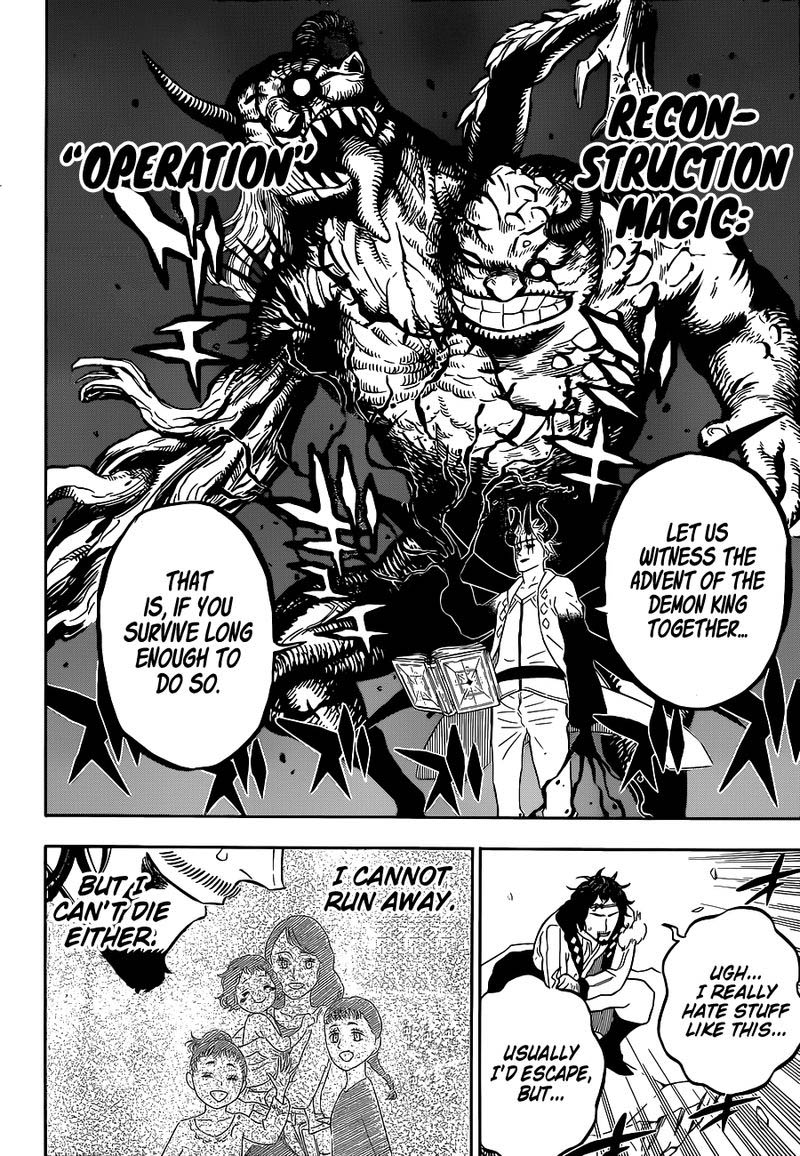 RECON-
STRUCTION
MAGIC:
"OPERATION"
LET US
WITNESS THE
ADVENT OF THE
DEMON KING
TOGETHER...
THAT
IS, IF YOU
SURVIVE LONG
ENOUGH TO
DO SO.
UGH...
I REALLY
HATE STUFF
LIKE THIS...
USUALLY
I'D ESCAPE,
BUT...
I CANNOT
RUN AWAY.
BUT I
CAN'T DIE
EITHER.